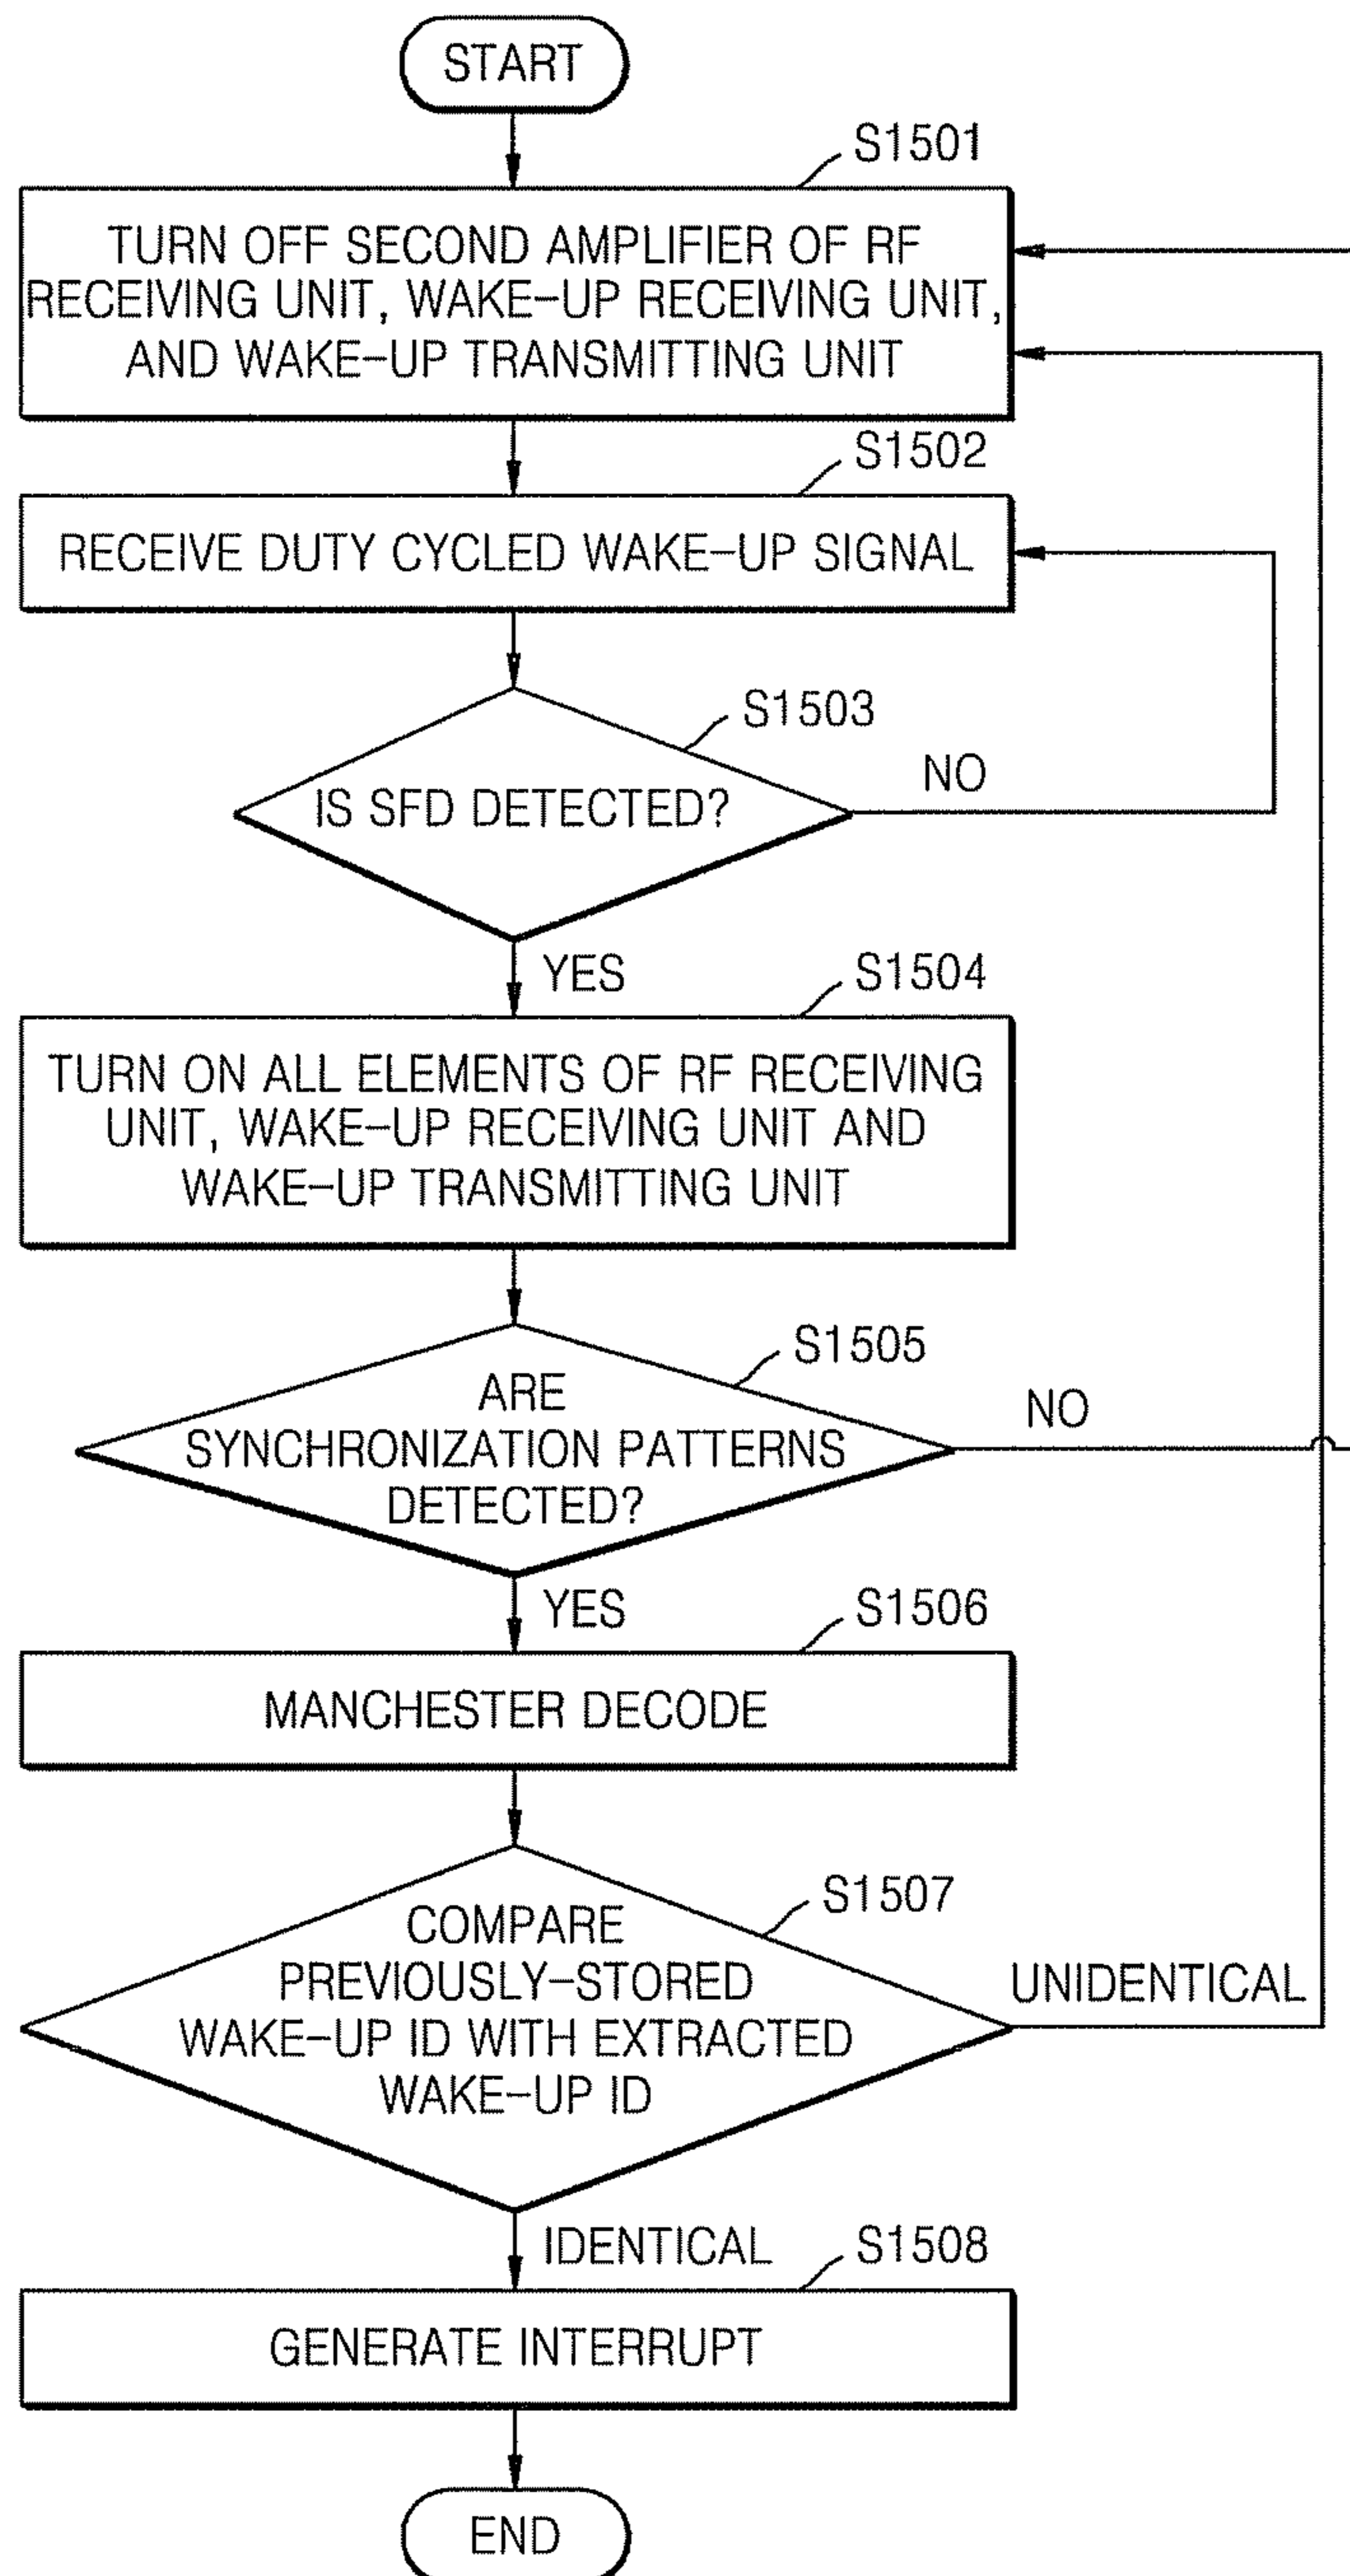 START
S1501
TURN OFF SECOND AMPLIFIER OF RF
RECEIVING UNIT, WAKE-UP RECEIVING UNIT,
AND WAKE-UP TRANSMITTING UNIT
S1502
RECEIVE DUTY CYCLED WAKE-UP SIGNAL
S1503
IS SFD DETECTED?
NO
YES
S1504
TURN ON ALL ELEMENTS OF RF RECEIVING
UNIT, WAKE-UP RECEIVING UNIT AND
WAKE-UP TRANSMITTING UNIT
S1505
ARE
SYNCHRONIZATION PATTERNS
DETECTED?
NO
YES
S1506
MANCHESTER DECODE
S1507
COMPARE
PREVIOUSLY-STORED
WAKE-UP ID WITH EXTRACTED
WAKE-UP ID
UNIDENTICAL
IDENTICAL
S1508
GENERATE INTERRUPT
END